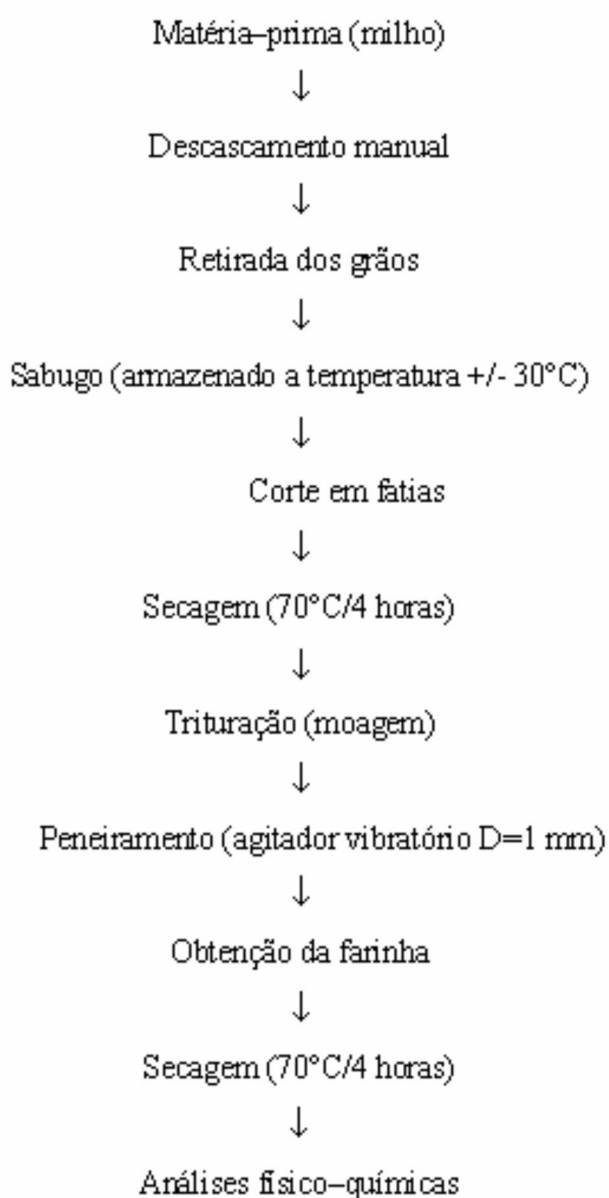 Matéria–prima (milho)
↓
Descascamento manual
↓
Retirada dos grãos
↓
Sabugo (armazenado a temperatura +/- 30°C)
↓
Corte em fatias
↓
Secagem (70°C/4 horas)
↓
Trituração (moagem)
↓
Peneiramento (agitador vibratório D=1 mm)
↓
Obtenção da farinha
↓
Secagem (70°C/4 horas)
↓
Análises físico–químicas